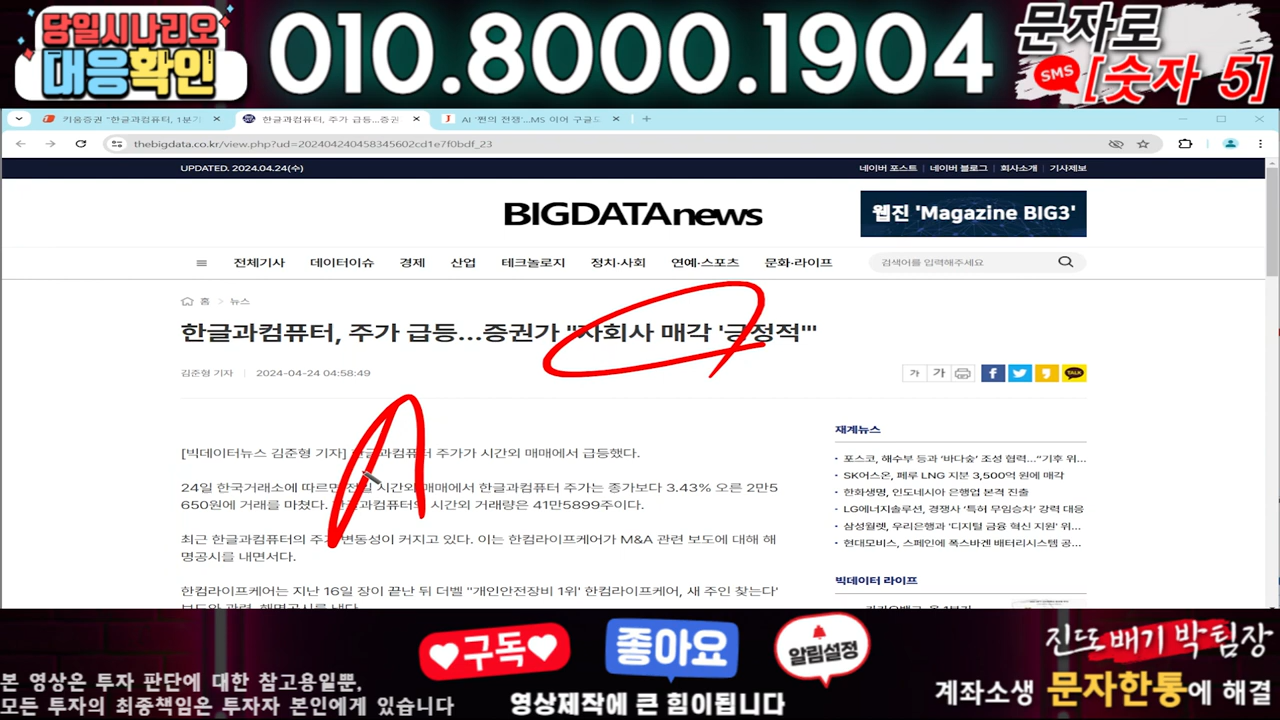 당일시나리오
대응확인
010.8000.1904
문자로
SMS
[숫자 5]
키움증권 "한글과컴퓨터, 1분기
한글과컴퓨터, 주가 급등...증권
AI '쩐의 전쟁'...MS 이어 구글도
thebigdata.co.kr/view.php?ud=202404240458345602cd1e7f0bdf_23
UPDATED. 2024.04.24(수)
네이버 포스트 네이버 블로그 회사소개 기사제보
BIGDATAnews
웹진 'Magazine BIG3'
전체기사 데이터이슈 경제 산업 테크놀로지 정치·사회 연예·스포츠 문화·라이프
검색어를 입력해주세요
홈 > 뉴스
한글과컴퓨터, 주가 급등...증권가 "자회사 매각 '긍정적'"
김준형 기자 2024-04-24 04:58:49
가 가
TALK
[빅데이터뉴스 김준형 기자] 한글과컴퓨터 주가가 시간외 매매에서 급등했다.
24일 한국거래소에 따르면 전일 시간외 매매에서 한글과컴퓨터 주가는 종가보다 3.43% 오른 2만5
650원에 거래를 마쳤다. 한글과컴퓨터의 시간외 거래량은 41만5899주이다.
최근 한글과컴퓨터의 주가 변동성이 커지고 있다. 이는 한컴라이프케어가 M&A 관련 보도에 대해 해
명공시를 내면서다.
한컴라이프케어는 지난 16일 장이 끝난 뒤 더벨 "개인안전장비 1위' 한컴라이프케어, 새 주인 찾는다'
재계뉴스
포스코, 해수부 등과 '바다숲' 조성 협력..."기후 위...
SK어스온, 페루 LNG 지분 3,500억 원에 매각
한화생명, 인도네시아 은행업 본격 진출
LG에너지솔루션, 경쟁사 '특허 무임승차' 강력 대응
삼성월렛, 우리은행과 '디지털 금융 혁신 지원' 위...
현대모비스, 스페인에 폭스바겐 배터리시스템 공...
빅데이터 라이프
본 영상은 투자 판단에 대한 참고용일뿐,
모든 투자의 최종책임은 투자자 본인에게 있습니다
구독
좋아요
알림설정
영상제작에 큰 힘이됩니다
진또배기 박팀장
계좌소생 문자한통에 해결